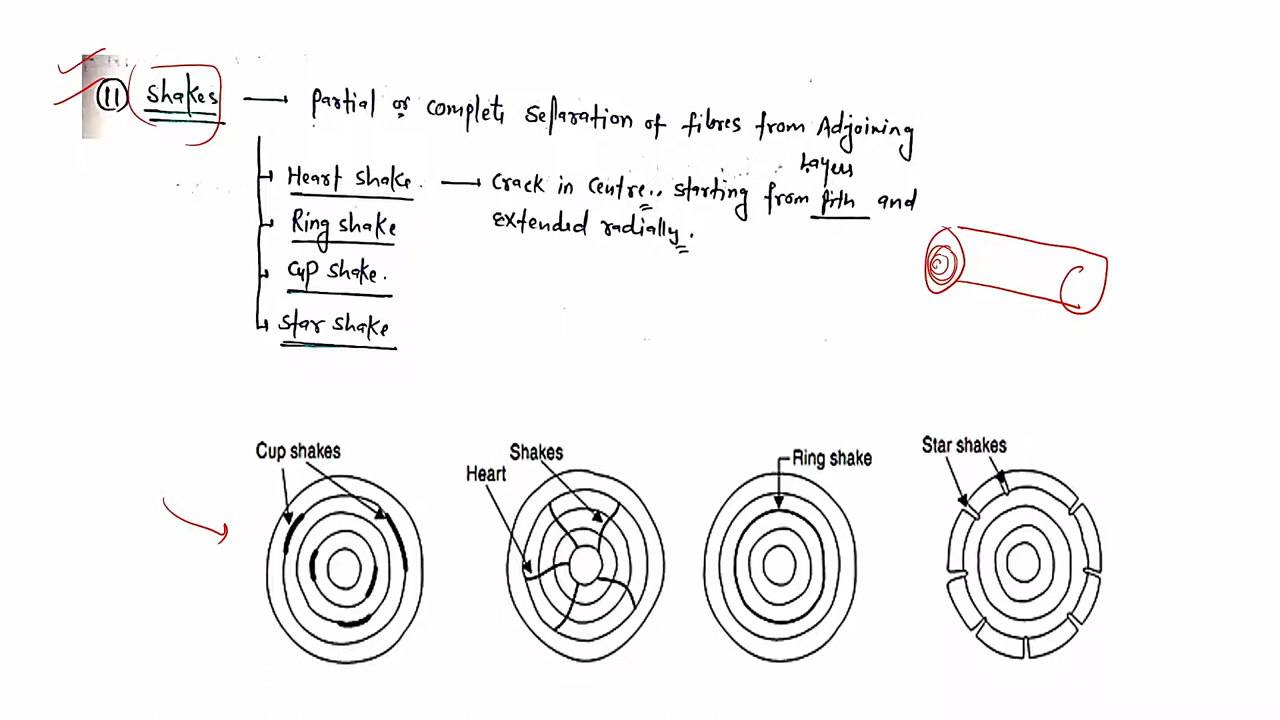 11 Shakes → Partial or complete Separation of fibres from Adjoining
Layers
Heart shake. → Crack in centre.. starting from pith and
extended radially.
Ring shake
Cup shake.
Star shake
Cup shakes
Shakes
Heart
Ring shake
Star shakes